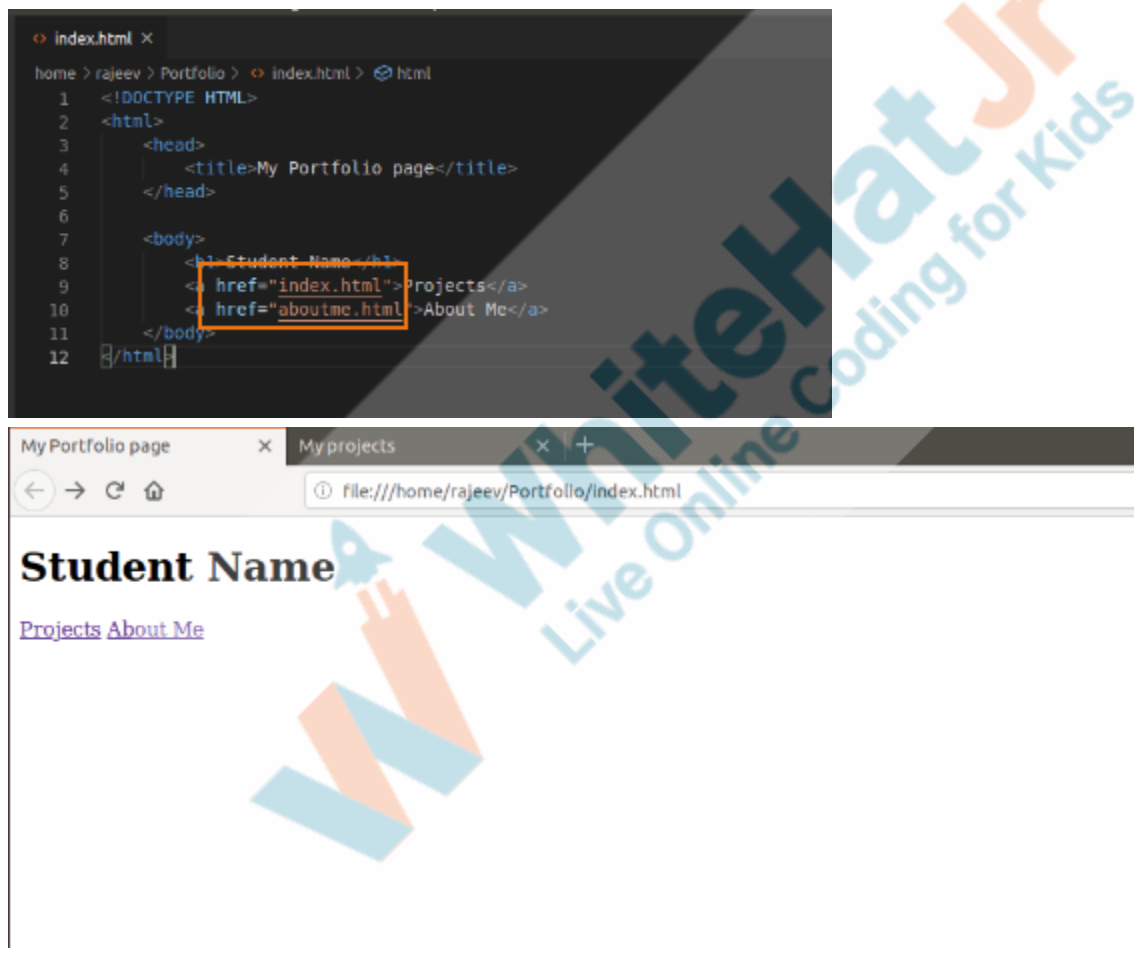 index.html ×
home > rajeev > Portfolio > index.html > html
1 <!DOCTYPE HTML>
2 <html>
3 <head>
4 <title>My Portfolio page</title>
5 </head>
6
7 <body>
8 <h1>Student Name</h1>
9 <a href="index.html">Projects</a>
10 <a href="aboutme.html">About Me</a>
11 </body>
12 </html>
My Portfolio page × My projects × +
file:///home/rajeev/Portfolio/index.html
Student Name
Projects About Me
WhiteHat Jr
Live Online Coding for Kids